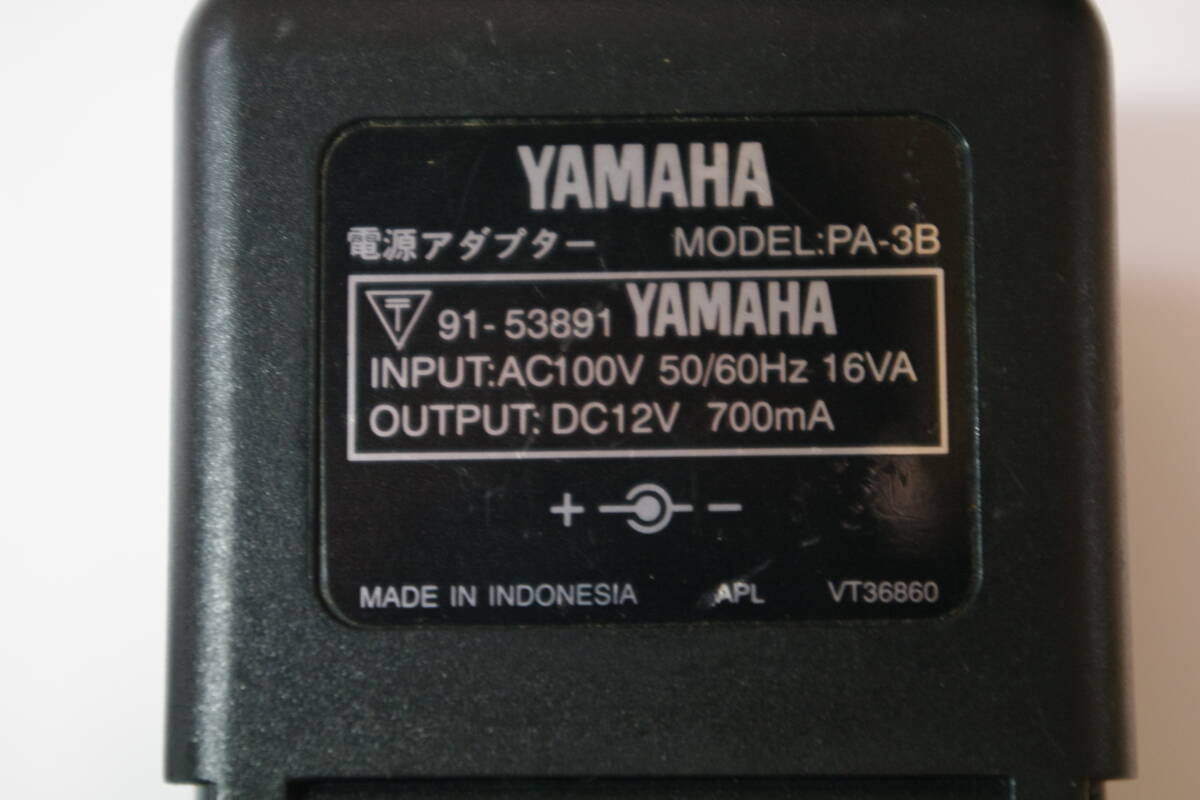 YAMAHA
電源アダプター MODEL:PA-3B
〒 91-53891 YAMAHA
INPUT:AC100V 50/60Hz 16VA
OUTPUT: DC12V 700mA
+ −
MADE IN INDONESIA APL VT36860